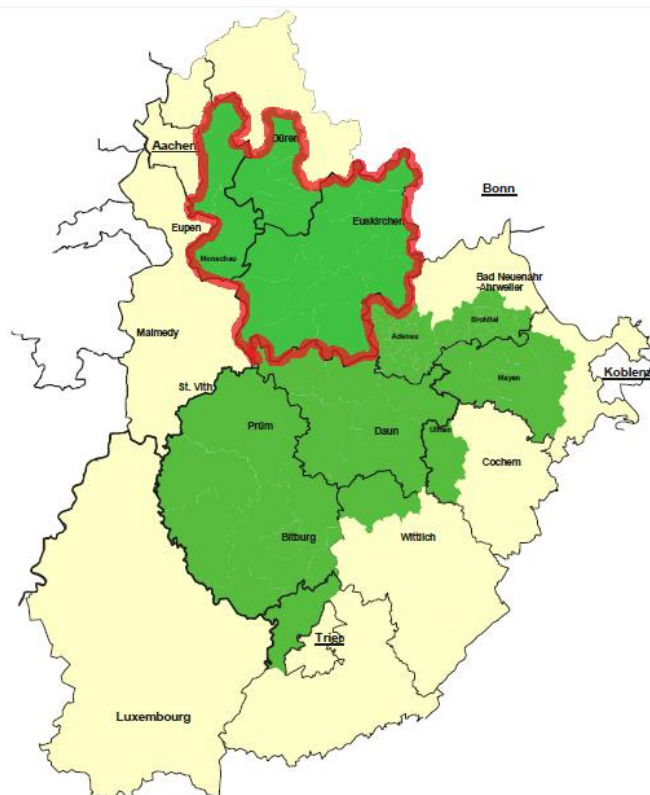 Düren
Aachen
Bonn
Euskirchen
Eupen
Monschau
Bad Neuenahr
-Ahrweiler
Brohltal
Malmedy
Adenau
Koblenz
Mayen
St. Vith
Prüm
Daun
Ulmen
Cochem
Bitburg
Wittlich
Trier
Luxembourg